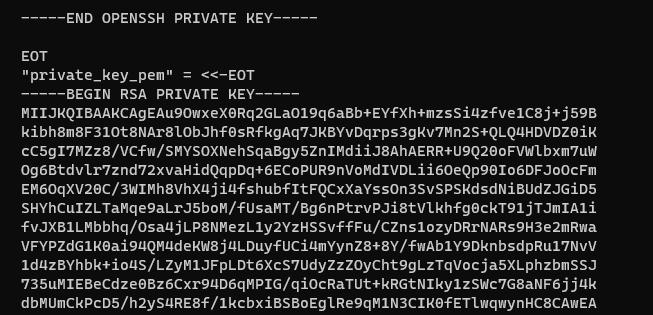 -----END OPENSSH PRIVATE KEY-----
EOT
"private_key_pem" = <<-EOT
-----BEGIN RSA PRIVATE KEY-----
MIIJKQIBAAKCAgEAu9OwxeX0Rq2GLaO19q6aBb+EYfXh+mzsSi4zfve1C8j+j59B
kibh8m8F31Ot8NAr8lObJhf0sRfkgAq7JKBYvDqrps3gKv7Mn2S+QLQ4HDVDZ0iK
cC5gI7MZz8/VCfw/SMYSOXNehSqaBgy5ZnIMdiiJ8AhAERR+U9Q20oFVWlbxm7uW
Og6Btdvlr7znd72xvaHidQqpDq+6ECoPUR9nVoMdIVDLii6OeQp90Io6DFJoOcFm
EM6OqXV20C/3WIMh8VhX4ji4fshubfItFQCxXaYssOn3SvSPSKdsdNiBUdZJGiD5
SHYhCuIZLTaMqe9aLrJ5boM/fUsaMT/Bg6nPtrvPJi8tVlkhfg0ckT91jTJmIA1i
fvJXB1LMbbhq/Osa4jLP8NMezL1y2YzHSSvffFu/CZns1ozyDRrNARs9H3e2mRwa
VFYPZdG1K0ai94QM4deKW8j4LDuyfUCi4mYynZ8+8Y/fwAb1Y9DknbsdpRu17NvV
1d4zBYhbk+io4S/LZyM1JFpLDt6XcS7UdyZzZOyCht9gLzTqVocja5XLphzbmSSJ
735uMIEBeCdze0Bz6Cxr94D6qMPIG/qiOcRaTUt+kRGtNIky1zSWc7G8aNF6jj4k
dbMUmCkPcD5/h2yS4RE8f/1kcbxiBSBoEglRe9qM1N3CIK0fETlwqwynHC8CAwEA